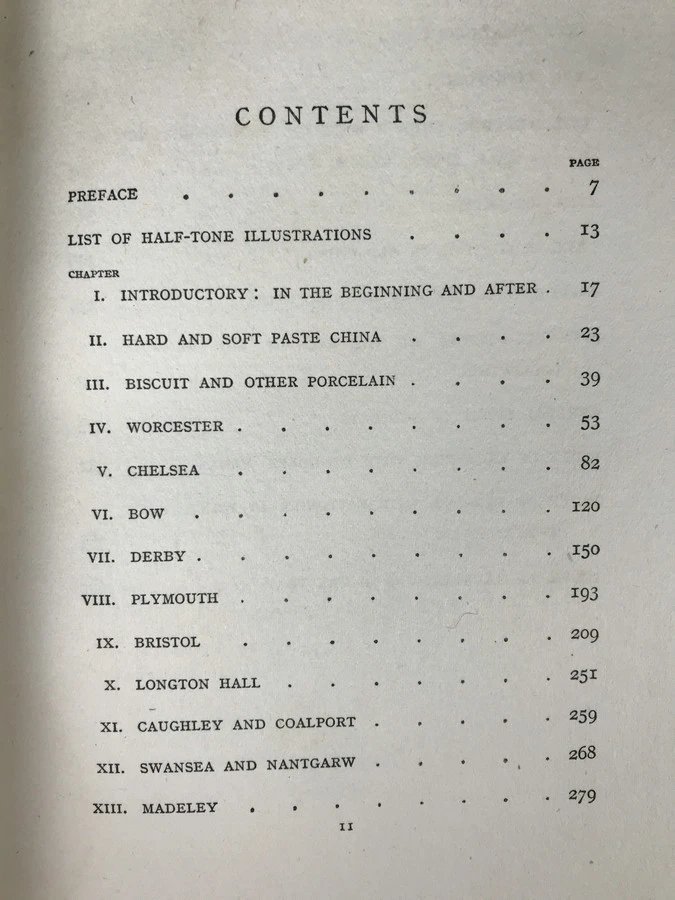 CONTENTS
PAGE
PREFACE . . . . . . . . . 7
LIST OF HALF-TONE ILLUSTRATIONS . . . . 13
CHAPTER
I. INTRODUCTORY: IN THE BEGINNING AND AFTER . 17
II. HARD AND SOFT PASTE CHINA . . . . 23
III. BISCUIT AND OTHER PORCELAIN . . . . 39
IV. WORCESTER . . . . . . . . 53
V. CHELSEA . . . . . . . . 82
VI. BOW . . . . . . . . . 120
VII. DERBY . . . . . . . . . 150
VIII. PLYMOUTH . . . . . . . . 193
IX. BRISTOL . . . . . . . . 209
X. LONGTON HALL . . . . . . . 251
XI. CAUGHLEY AND COALPORT . . . . . 259
XII. SWANSEA AND NANTGARW . . . . . 268
XIII. MADELEY . . . . . . . . 279
11